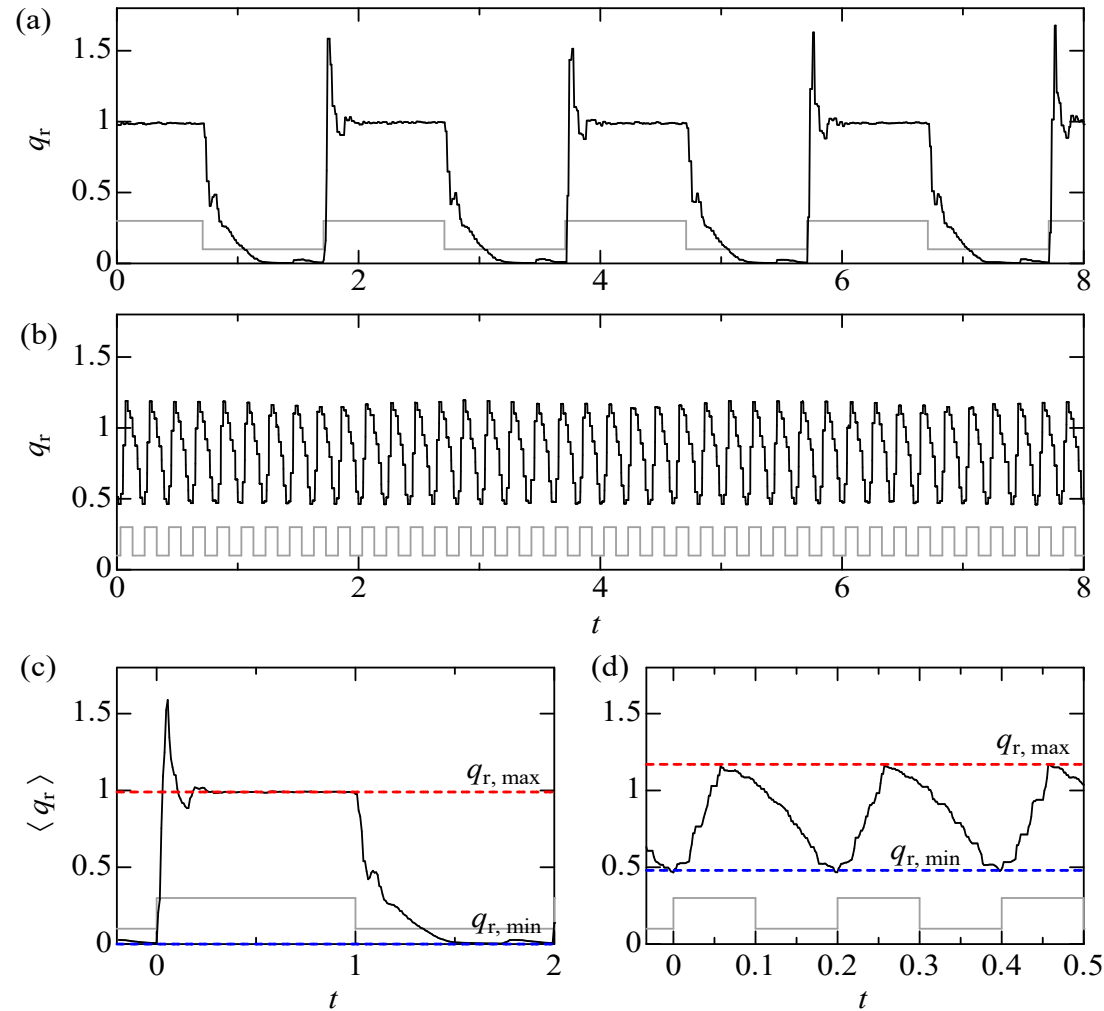 (a)
1.5
1
0.5
0
q_r
0 2 4 6 8
(b)
1.5
1
0.5
0
q_r
0 2 4 6 8
t
(c) (d)
1.5 1.5
q_r, max
q_r, max
1 1
⟨ q_r ⟩
0.5 0.5
q_r, min
q_r, min
0 0
0 1 2 0 0.1 0.2 0.3 0.4 0.5
t t